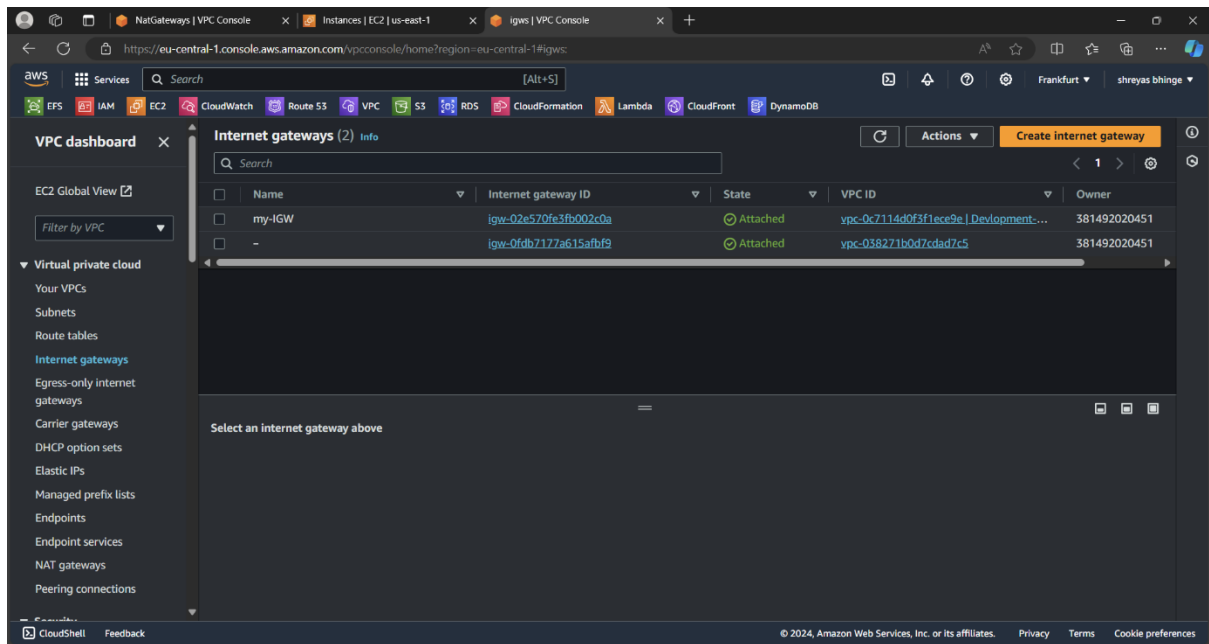 NatGateways | VPC Console
Instances | EC2 | us-east-1
igws | VPC Console
https://eu-central-1.console.aws.amazon.com/vpcconsole/home?region=eu-central-1#igws:
aws Services Search [Alt+S] Frankfurt shreyas bhinge
EFS IAM EC2 CloudWatch Route 53 VPC S3 RDS CloudFormation Lambda CloudFront DynamoDB
VPC dashboard
EC2 Global View
Filter by VPC
Virtual private cloud
Your VPCs
Subnets
Route tables
Internet gateways
Egress-only internet
gateways
Carrier gateways
DHCP option sets
Elastic IPs
Managed prefix lists
Endpoints
Endpoint services
NAT gateways
Peering connections
Internet gateways (2) Info
Actions Create internet gateway
Search
1
Name Internet gateway ID State VPC ID Owner
my-IGW igw-02e570fe3fb002c0a Attached vpc-0c7114d0f3f1ece9e | Devlopment-... 381492020451
– igw-0fdb7177a615afbf9 Attached vpc-038271b0d7cdad7c5 381492020451
Select an internet gateway above
CloudShell Feedback © 2024, Amazon Web Services, Inc. or its affiliates. Privacy Terms Cookie preferences